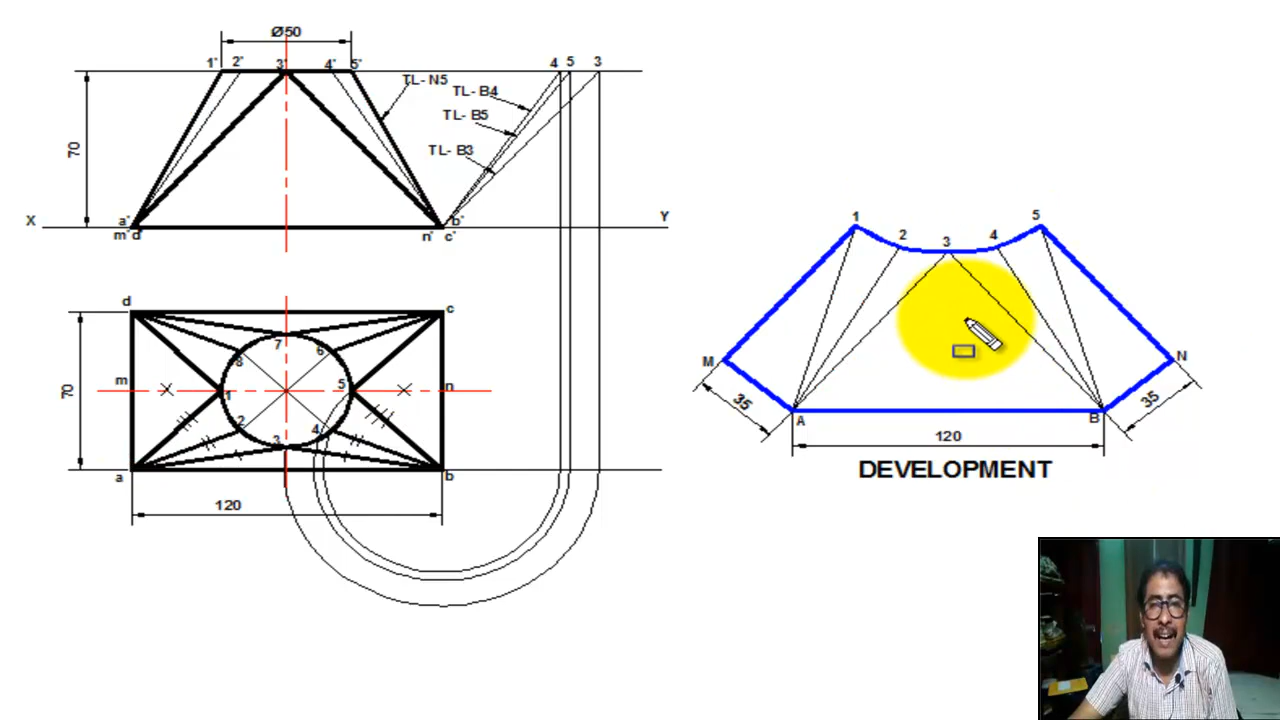 Ø50
1' 2' 3' 4' 5'
4 5 3
TL- N5
TL- B4
TL- B5
TL- B3
70
X
Y
a'
b'
m' d'
n' c'
d
c
7
8
6
m
1
5
n
2
4
3
a
b
70
120
1
2
3
4
5
M
N
35
35
A
B
120
DEVELOPMENT